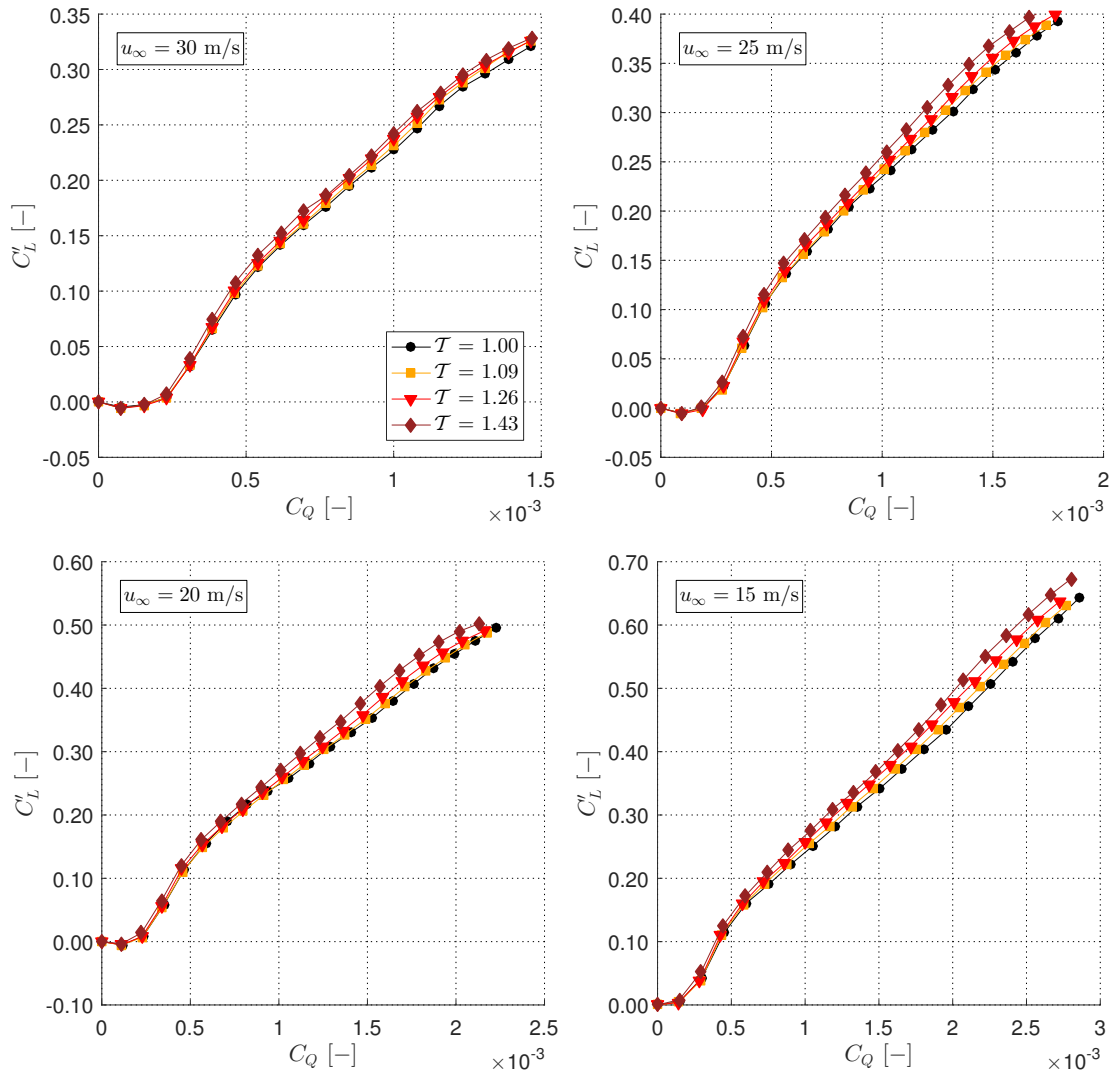 0.35
u∞ = 30 m/s
0.30
0.25
0.20
0.15
0.10
0.05
0.00
-0.05
C′L [−]
0 0.5 1 1.5
CQ [−]
×10-3
𝒯 = 1.00
𝒯 = 1.09
𝒯 = 1.26
𝒯 = 1.43
0.40
u∞ = 25 m/s
0.35
0.30
0.25
0.20
0.15
0.10
0.05
0.00
-0.05
C′L [−]
0 0.5 1 1.5 2
CQ [−]
×10-3
0.60
u∞ = 20 m/s
0.50
0.40
0.30
0.20
0.10
0.00
-0.10
C′L [−]
0 0.5 1 1.5 2 2.5
CQ [−]
×10-3
0.70
u∞ = 15 m/s
0.60
0.50
0.40
0.30
0.20
0.10
0.00
C′L [−]
0 0.5 1 1.5 2 2.5 3
CQ [−]
×10-3